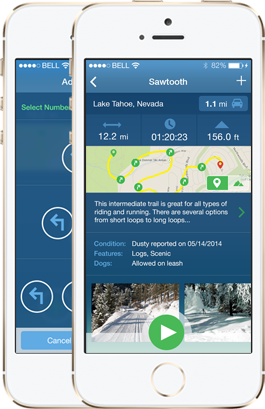 BELL
Ad
Select Number
Cancel
BELL 82%
Sawtooth
Lake Tahoe, Nevada
1.1 mi
12.2 mi 01:20:23 156.0 ft
This intermediate trail is great for all types of
riding and running. There are several options
from short loops to long loops...
Condition: Dusty reported on 05/14/2014
Features: Logs, Scenic
Dogs: Allowed on leash